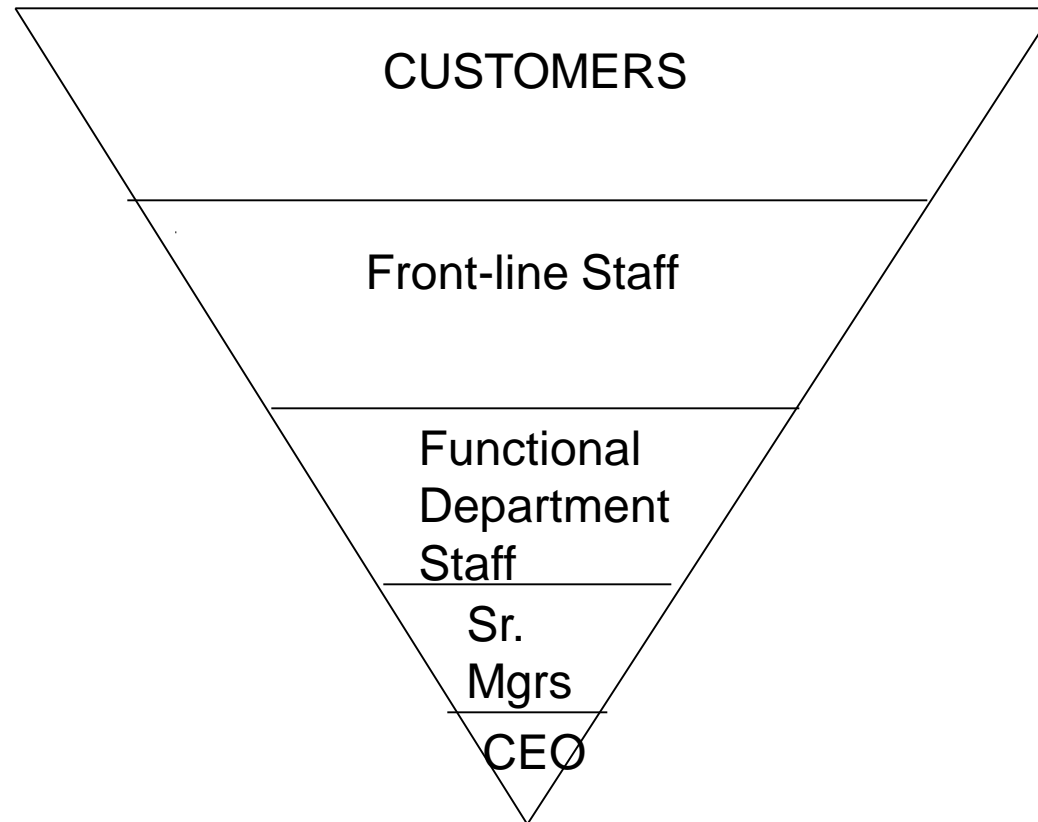 CUSTOMERS
Front-line Staff
Functional
Department
Staff
Sr.
Mgrs
CEO